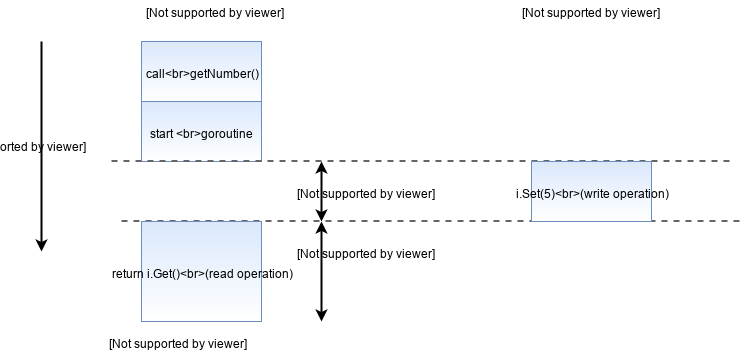 [Not supported by viewer]
[Not supported by viewer]
call<br>getNumber()
start <br>goroutine
orted by viewer]
[Not supported by viewer]
i.Set(5)<br>(write operation)
[Not supported by viewer]
return i.Get()<br>(read operation)
[Not supported by viewer]